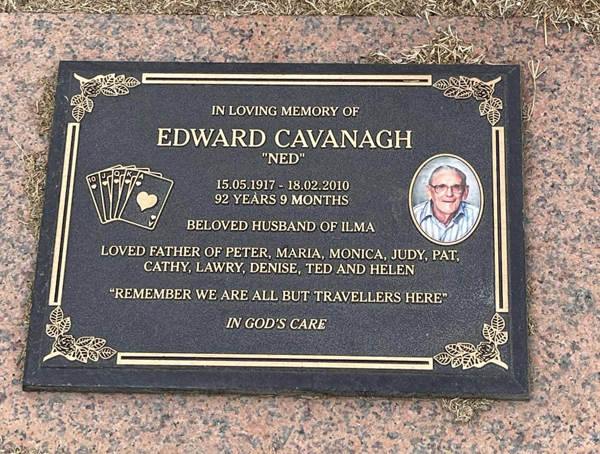 IN LOVING MEMORY OF
EDWARD CAVANAGH
"NED"
15.05.1917 - 18.02.2010
92 YEARS 9 MONTHS
BELOVED HUSBAND OF ILMA
LOVED FATHER OF PETER, MARIA, MONICA, JUDY, PAT,
CATHY, LAWRY, DENISE, TED AND HELEN
“REMEMBER WE ARE ALL BUT TRAVELLERS HERE”
IN GOD'S CARE
10 J Q K A